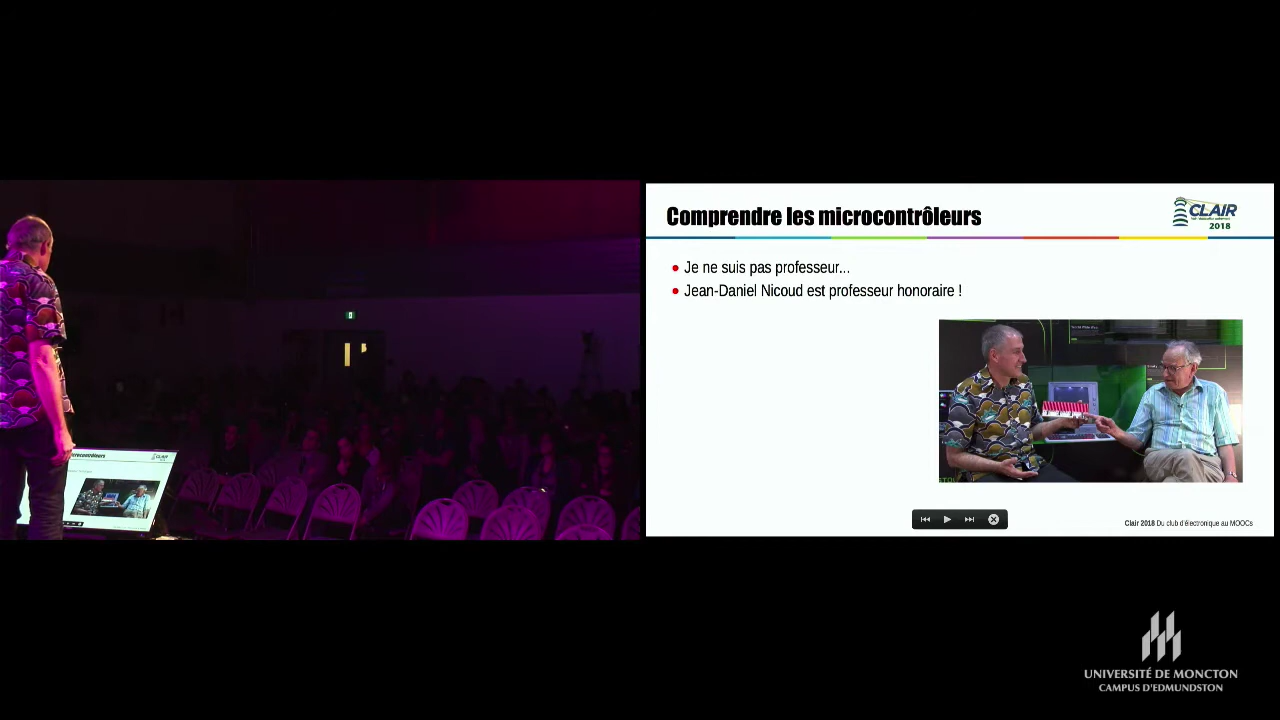 Comprendre les microcontrôleurs
CLAIR
2018
Je ne suis pas professeur...
Jean-Daniel Nicoud est professeur honoraire !
Clair 2018 Du club d'électronique au MOOCs
UNIVERSITÉ DE MONCTON
CAMPUS D'EDMUNDSTON